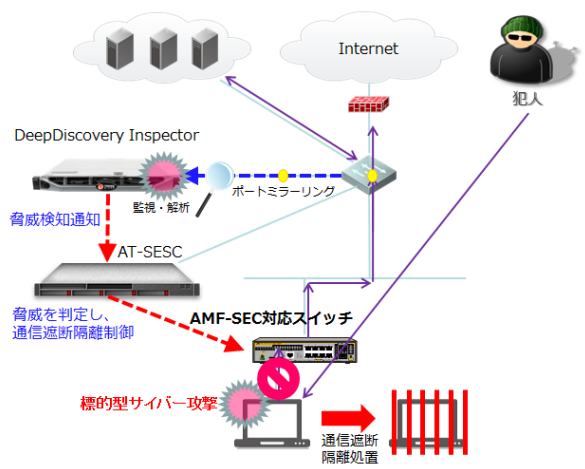 Internet
犯人
DeepDiscovery Inspector
監視・解析
ポートミラーリング
脅威検知通知
AT-SESC
脅威を判定し、
通信遮断隔離制御
AMF-SEC対応スイッチ
標的型サイバー攻撃
通信遮断
隔離処置